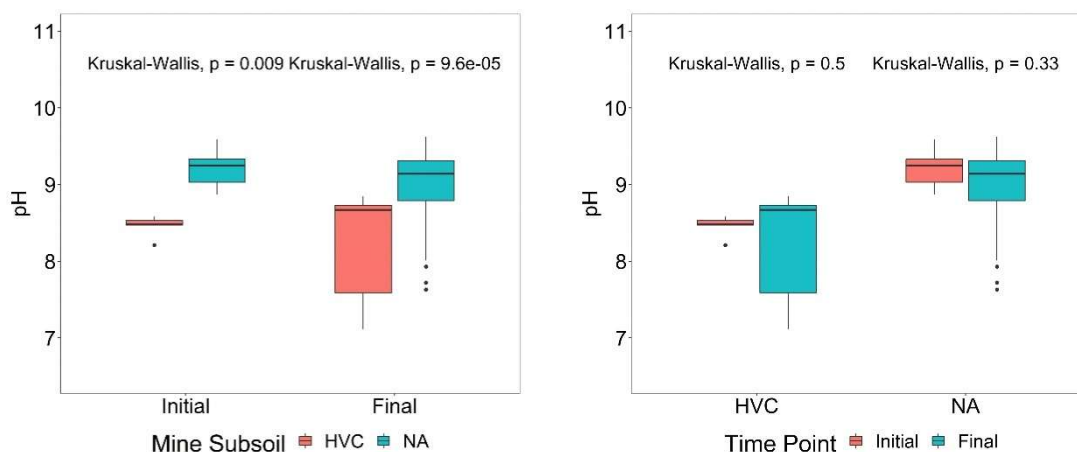 Kruskal-Wallis, p = 0.009 Kruskal-Wallis, p = 9.6e-05
11
10
9
8
7
pH
Initial Final
Mine Subsoil HVC NA
Kruskal-Wallis, p = 0.5 Kruskal-Wallis, p = 0.33
11
10
9
8
7
pH
HVC NA
Time Point Initial Final